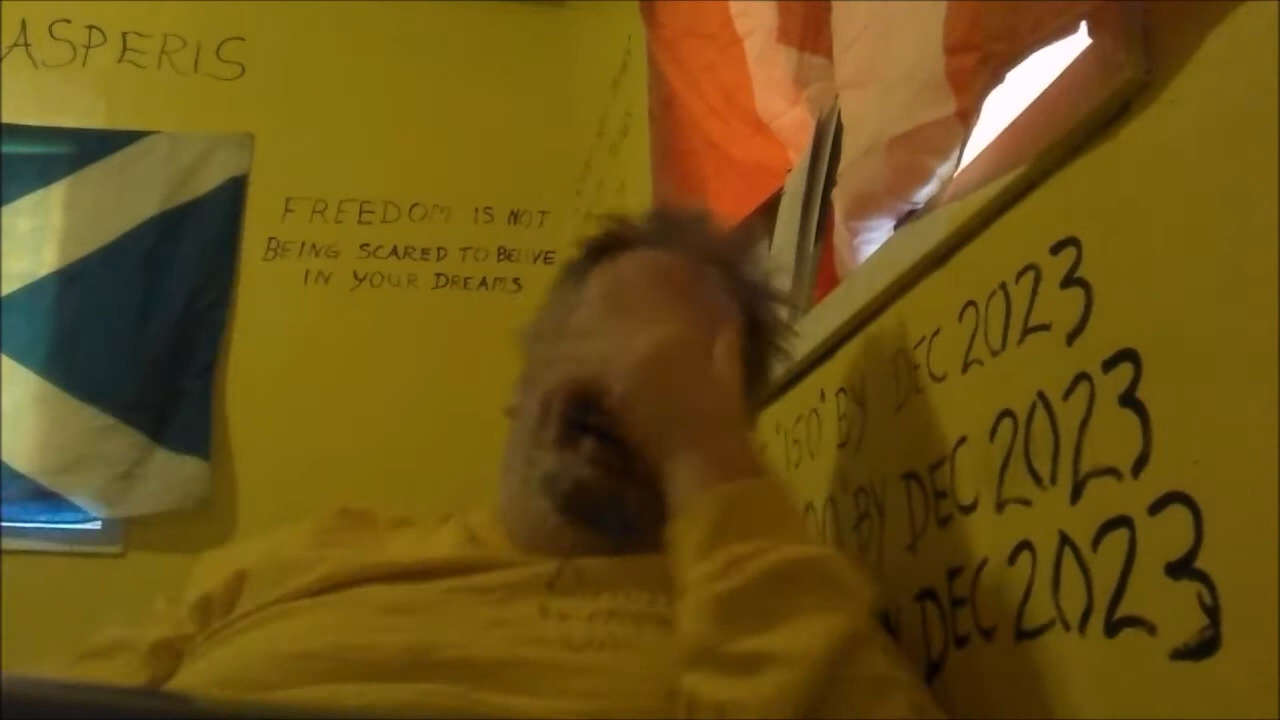 ASPERIS
FREEDOM IS NOT
BEING SCARED TO BELIVE
IN YOUR DREAMS
'150' BY DEC 2023
BY DEC 2023
DEC 2023